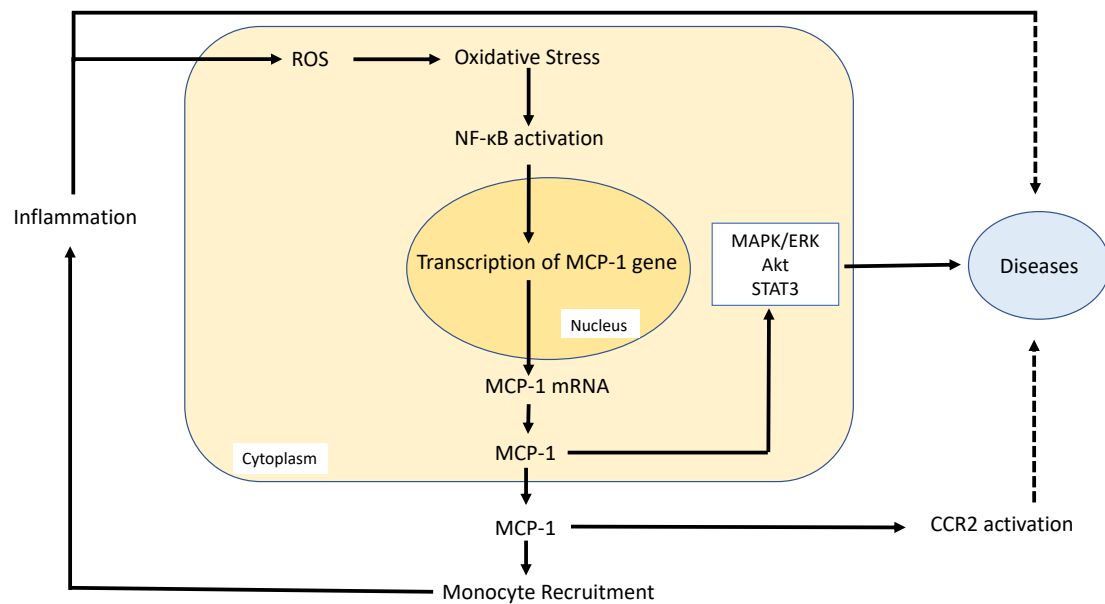 ROS
Oxidative Stress
NF-κB activation
Inflammation
Transcription of MCP-1 gene
MAPK/ERK
Akt
STAT3
Diseases
Nucleus
MCP-1 mRNA
MCP-1
Cytoplasm
MCP-1
CCR2 activation
Monocyte Recruitment